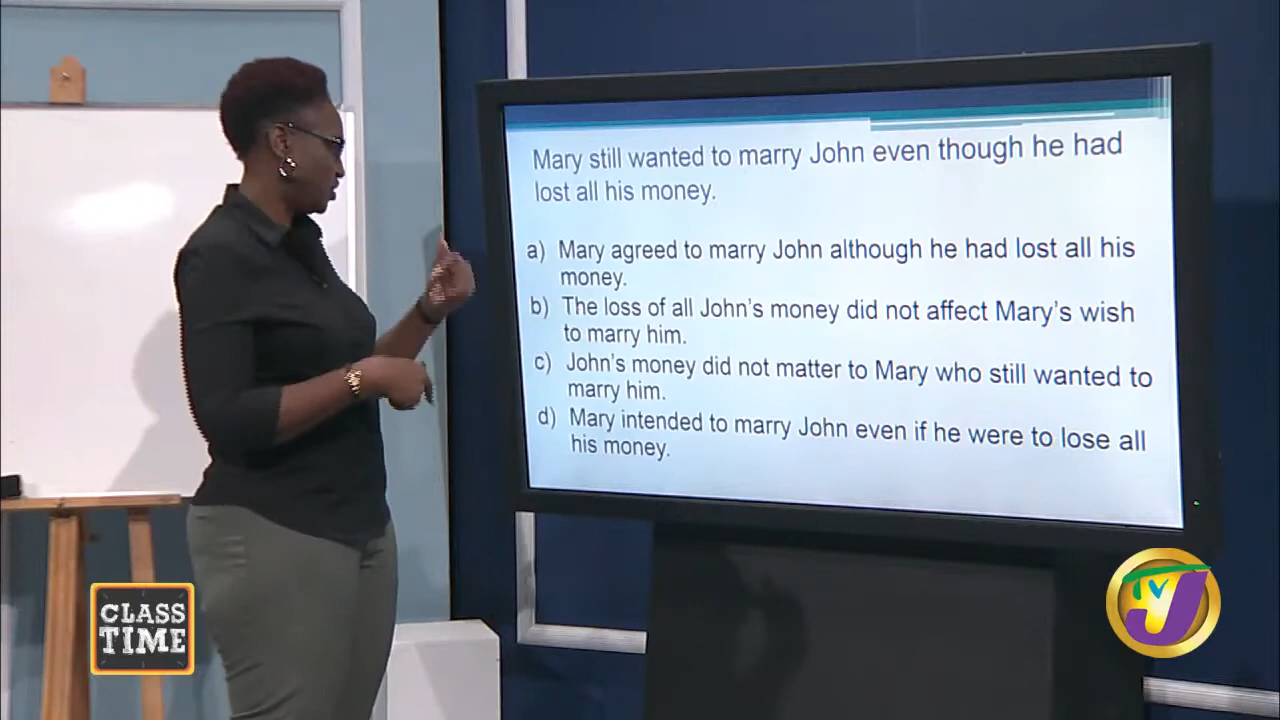 Mary still wanted to marry John even though he had
lost all his money.
a) Mary agreed to marry John although he had lost all his
money.
b) The loss of all John's money did not affect Mary's wish
to marry him.
c) John's money did not matter to Mary who still wanted to
marry him.
d) Mary intended to marry John even if he were to lose all
his money.
CLASS
TIME
TVJ